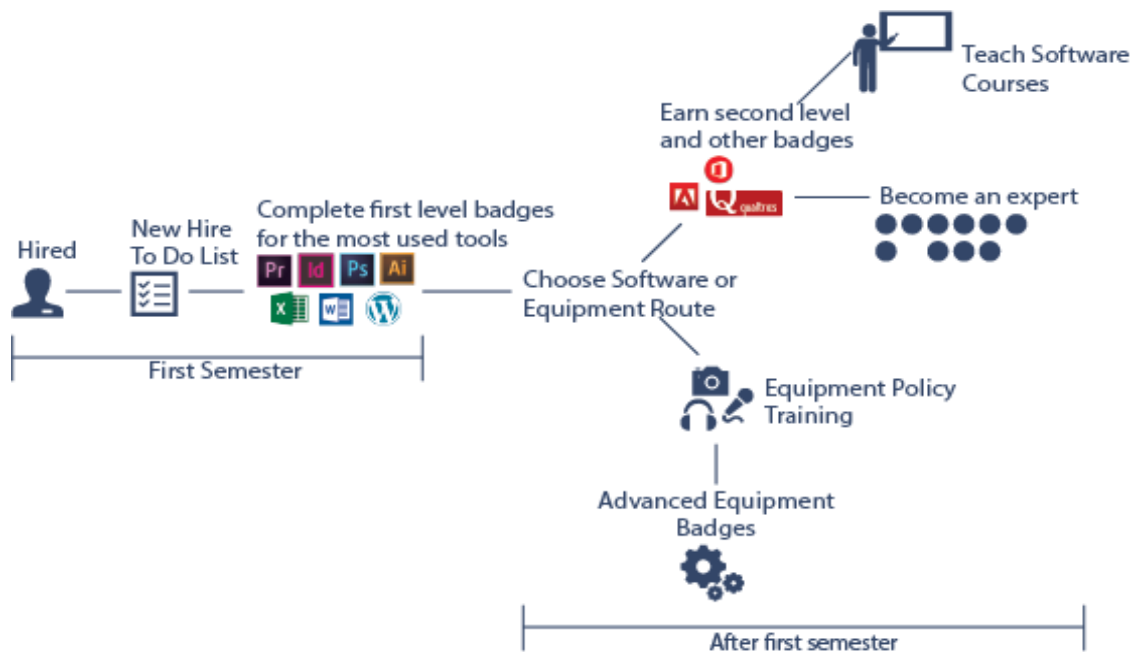 Hired
New Hire
To Do List
Complete first level badges
for the most used tools
Pr
Id
Ps
Ai
X
W
W
First Semester
Choose Software or
Equipment Route
Earn second level
and other badges
Q qualtrics
Teach Software
Courses
Become an expert
Equipment Policy
Training
Advanced Equipment
Badges
After first semester